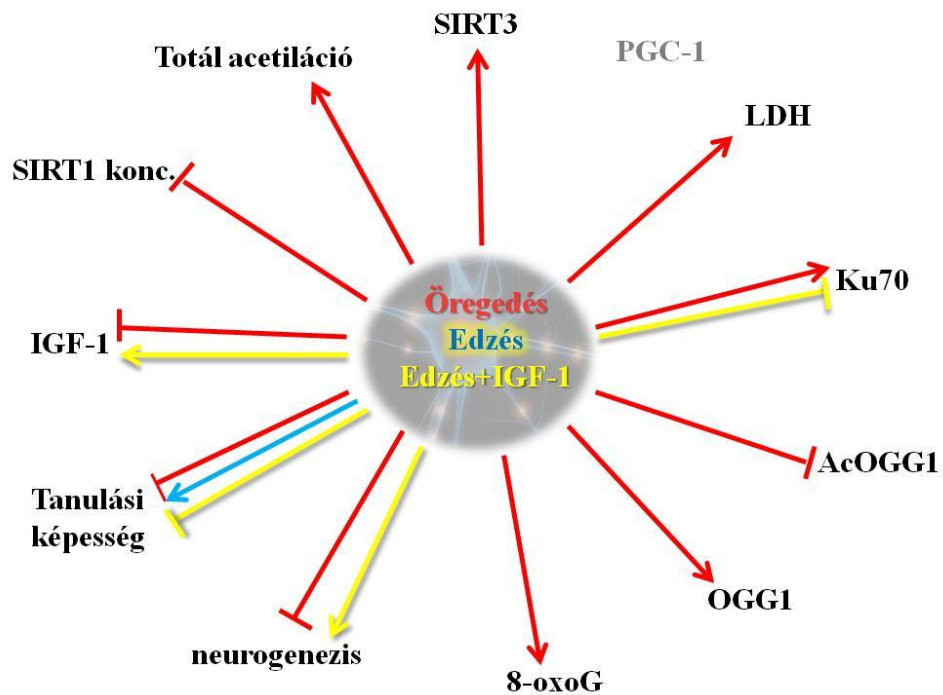 SIRT3
PGC-1
Totál acetiláció
LDH
SIRT1 konc.
Ku70
Öregedés
Edzés
Edzés+IGF-1
IGF-1
AcOGG1
Tanulási
képesség
OGG1
neurogenezis
8-oxoG